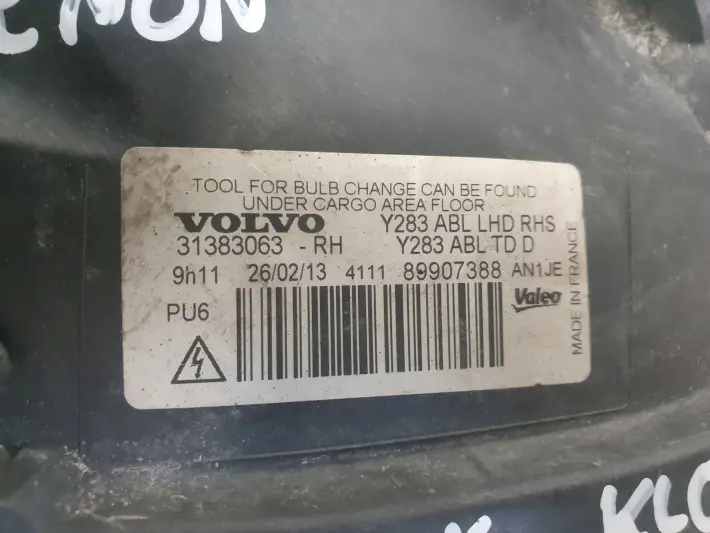 TOOL FOR BULB CHANGE CAN BE FOUND
UNDER CARGO AREA FLOOR
VOLVO Y283 ABL LHD RHS
31383063 - RH Y283 ABL TD D
9h11 26/02/13 4111 89907388 AN1JE
PU6
Valeo
MADE IN FRANCE